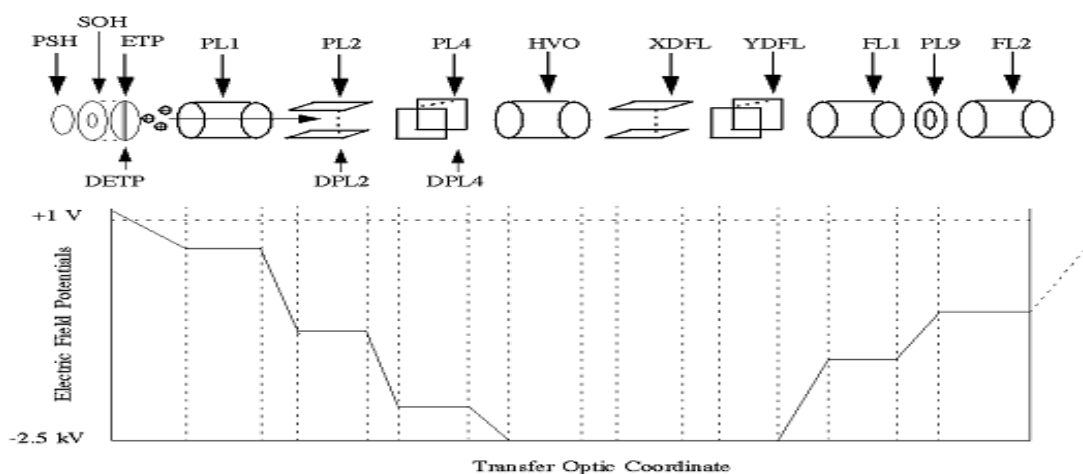 SOH
PSH ETP PL1 PL2 PL4 HVO XDFL YDFL FL1 PL9 FL2
DETP DPL2 DPL4
+1 V
Electric Field Potentials
-2.5 kV
Transfer Optic Coordinate